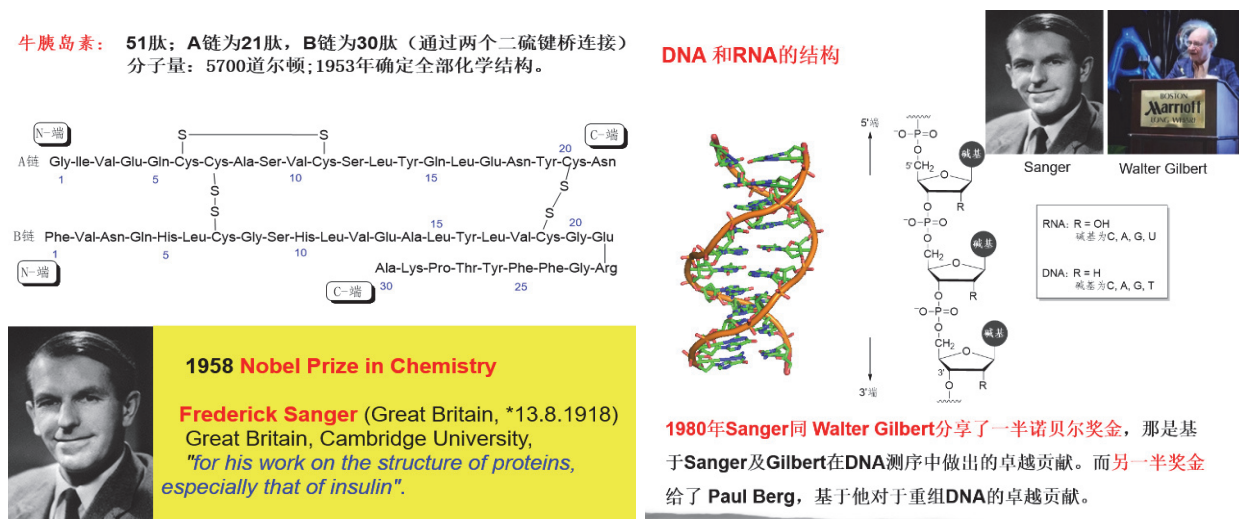 牛胰岛素： 51肽；A链为21肽，B链为30肽（通过两个二硫键桥连接）
分子量：5700道尔顿;1953年确定全部化学结构。
N-端
S
S
C-端
20
A链
Gly-Ile-Val-Glu-Gln-Cys-Cys-Ala-Ser-Val-Cys-Ser-Leu-Tyr-Gln-Leu-Glu-Asn-Tyr-Cys-Asn
1
5
10
15
S
S
S
S
15
20
B链
Phe-Val-Asn-Gln-His-Leu-Cys-Gly-Ser-His-Leu-Val-Glu-Ala-Leu-Tyr-Leu-Val-Cys-Gly-Glu
1
5
10
N-端
Ala-Lys-Pro-Thr-Tyr-Phe-Phe-Gly-Arg
C-端
30
25
1958 Nobel Prize in Chemistry
Frederick Sanger (Great Britain, *13.8.1918)
Great Britain, Cambridge University,
"for his work on the structure of proteins,
especially that of insulin".
DNA 和RNA的结构
BOSTON
Marriott
LONG WHARF
Sanger
Walter Gilbert
5'端
⁻O-P=O
O
碱基
5'
CH₂
O
O
R
⁻O-P=O
O
碱基
CH₂
O
O
R
⁻O-P=O
O
碱基
CH₂
O
3'
O
R
3'端
RNA：R = OH
碱基为C, A, G, U
DNA：R = H
碱基为C, A, G, T
1980年Sanger同 Walter Gilbert分享了一半诺贝尔奖金，那是基
于Sanger及Gilbert在DNA测序中做出的卓越贡献。而另一半奖金
给了 Paul Berg，基于他对于重组DNA的卓越贡献。